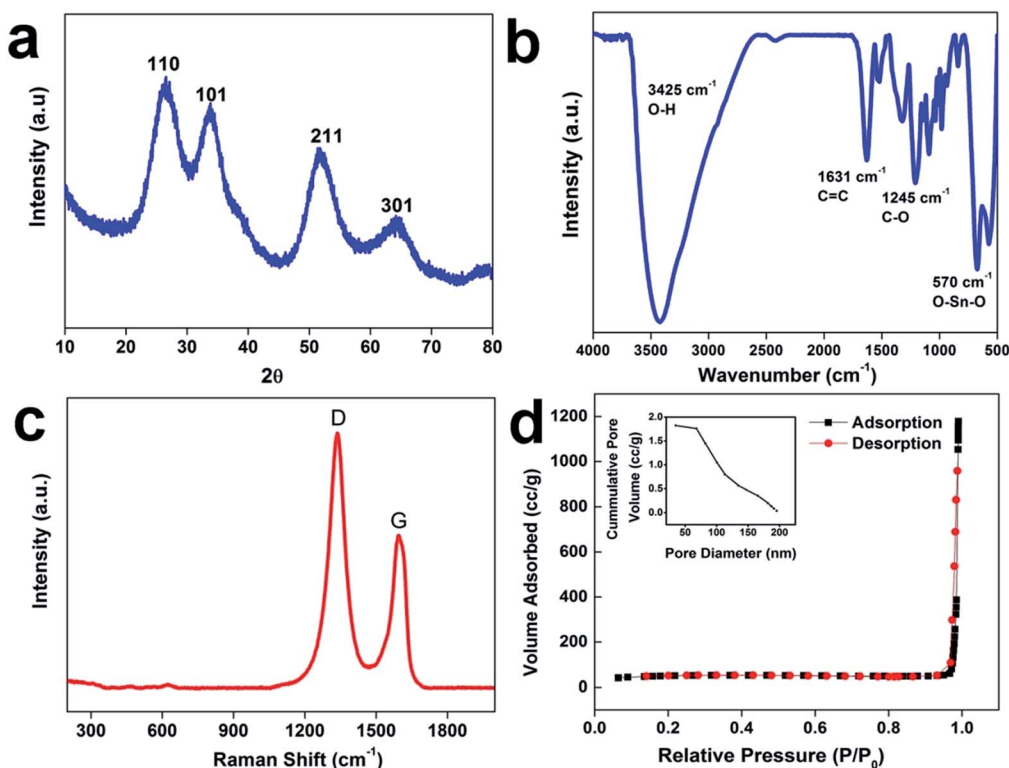 a
110
101
211
301
Intensity (a.u)
10 20 30 40 50 60 70 80
2θ
b
3425 cm⁻¹
O-H
1631 cm⁻¹
C=C
1245 cm⁻¹
C-O
570 cm⁻¹
O-Sn-O
Intensity (a.u.)
4000 3500 3000 2500 2000 1500 1000 500
Wavenumber (cm⁻¹)
c
D
G
Intensity (a.u.)
300 600 900 1200 1500 1800
Raman Shift (cm⁻¹)
d
Adsorption
Desorption
Volume Adsorbed (cc/g)
1200
1000
800
600
400
200
0
Cummulative Pore
Volume (cc/g)
2.0
1.5
1.0
0.5
0.0
50 100 150 200
Pore Diameter (nm)
0.0 0.2 0.4 0.6 0.8 1.0
Relative Pressure (P/P₀)